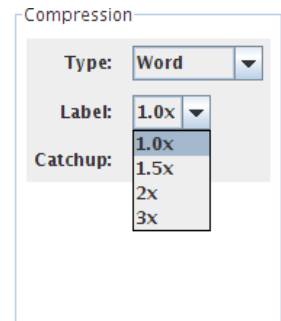 Compression
Type: Word
Label: 1.0x
1.0x
Catchup:
1.5x
2x
3x